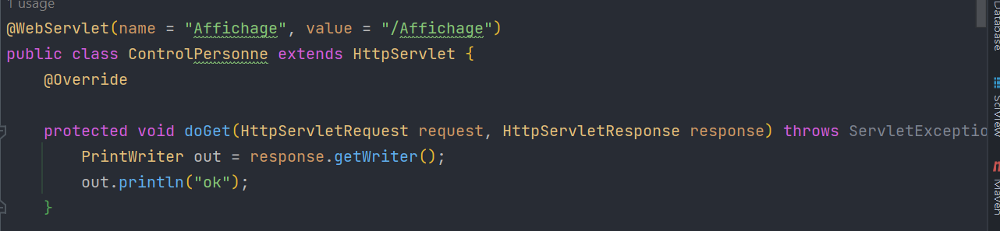 1 usage
@WebServlet(name = "Affichage", value = "/Affichage")
public class ControlPersonne extends HttpServlet {
@Override
protected void doGet(HttpServletRequest request, HttpServletResponse response) throws ServletExceptio
PrintWriter out = response.getWriter();
out.println("ok");
}
Database
SciView
Maven